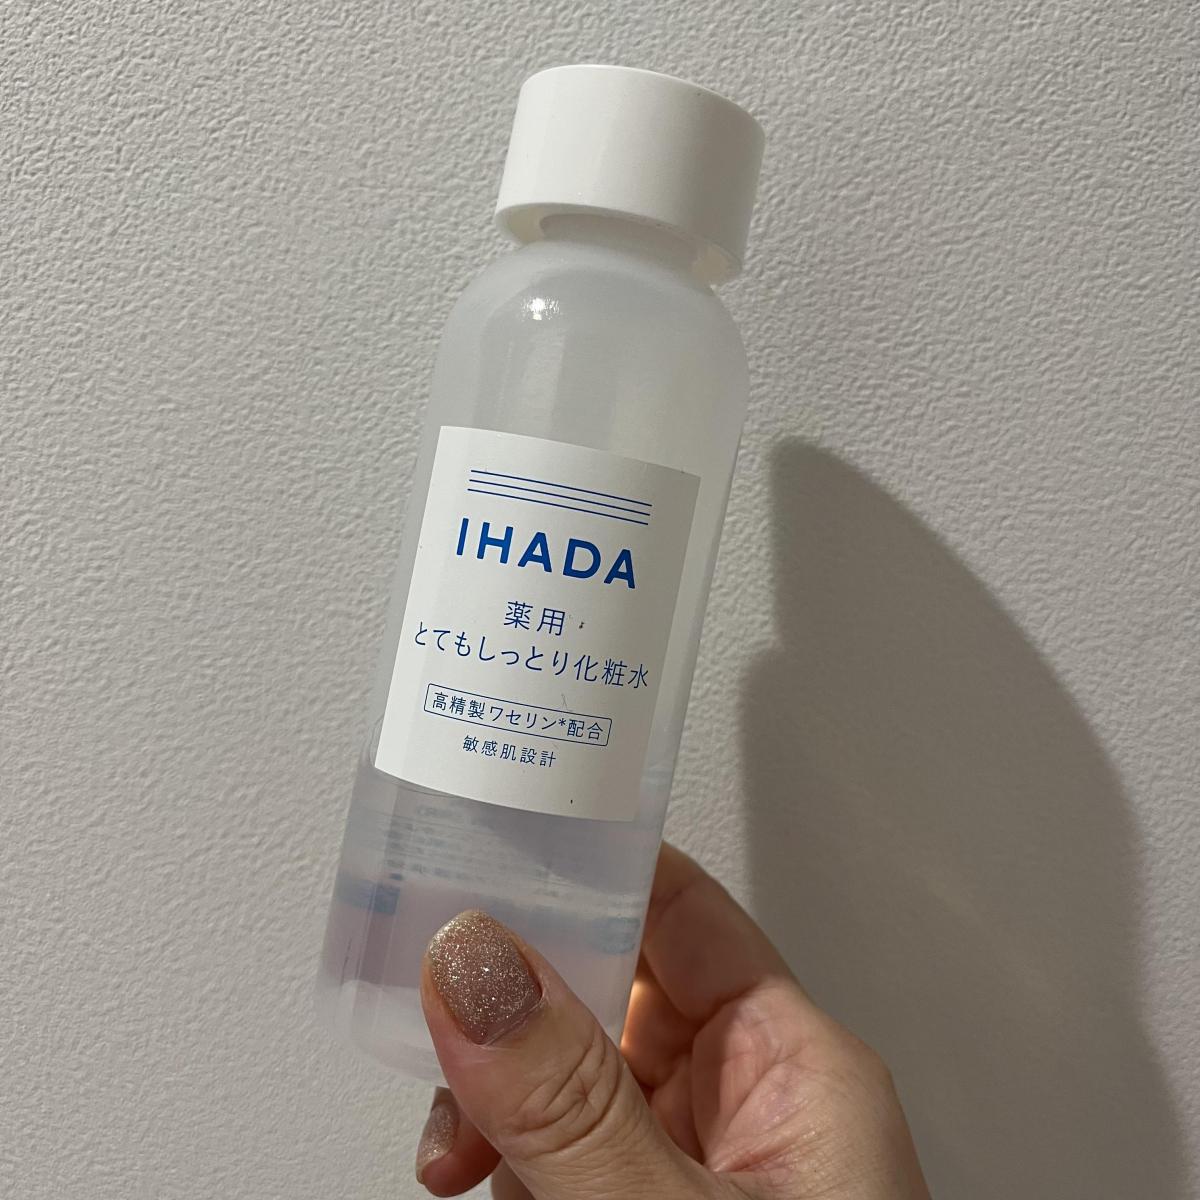 IHADA
薬用
とてもしっとり化粧水
高精製ワセリン*配合
敏感肌設計